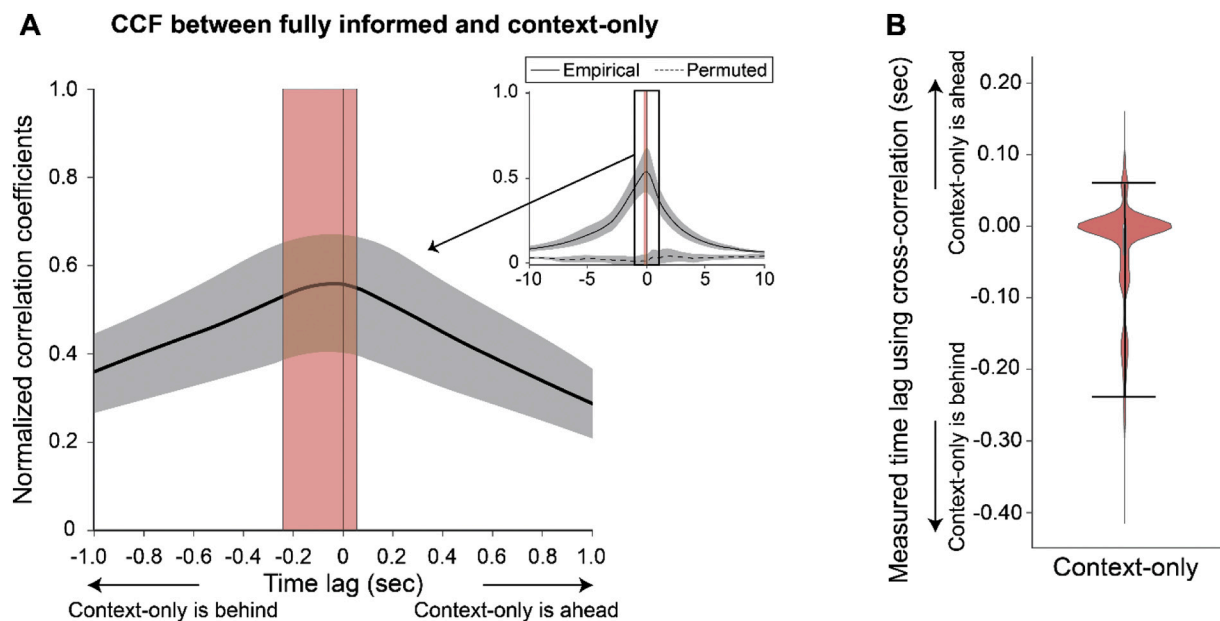 A
CCF between fully informed and context-only
Normalized correlation coefficients
1.0
0.8
0.6
0.4
0.2
0
-1.0 -0.8 -0.6 -0.4 -0.2 0 0.2 0.4 0.6 0.8 1.0
Time lag (sec)
Context-only is behind
Context-only is ahead
Empirical Permuted
1.0
0.5
0
-10 -5 0 5 10
B
Measured time lag using cross-correlation (sec)
Context-only is ahead
Context-only is behind
0.20
0.10
0.00
-0.10
-0.20
-0.30
-0.40
Context-only